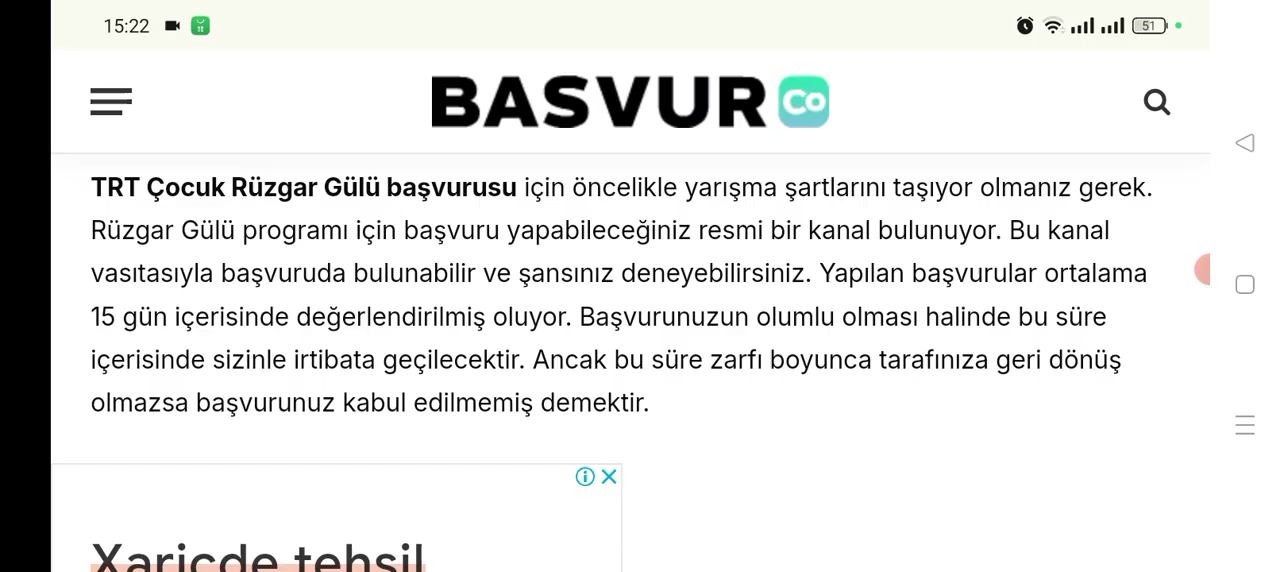 15:22
51
BASVUR Co
TRT Çocuk Rüzgar Gülü başvurusu için öncelikle yarışma şartlarını taşıyor olmanız gerek.
Rüzgar Gülü programı için başvuru yapabileceğiniz resmi bir kanal bulunuyor. Bu kanal
vasıtasıyla başvuruda bulunabilir ve şansınız deneyebilirsiniz. Yapılan başvurular ortalama
15 gün içerisinde değerlendirilmiş oluyor. Başvurunuzun olumlu olması halinde bu süre
içerisinde sizinle irtibata geçilecektir. Ancak bu süre zarfı boyunca tarafınıza geri dönüş
olmazsa başvurunuz kabul edilmemiş demektir.
Xaricdə təhsil